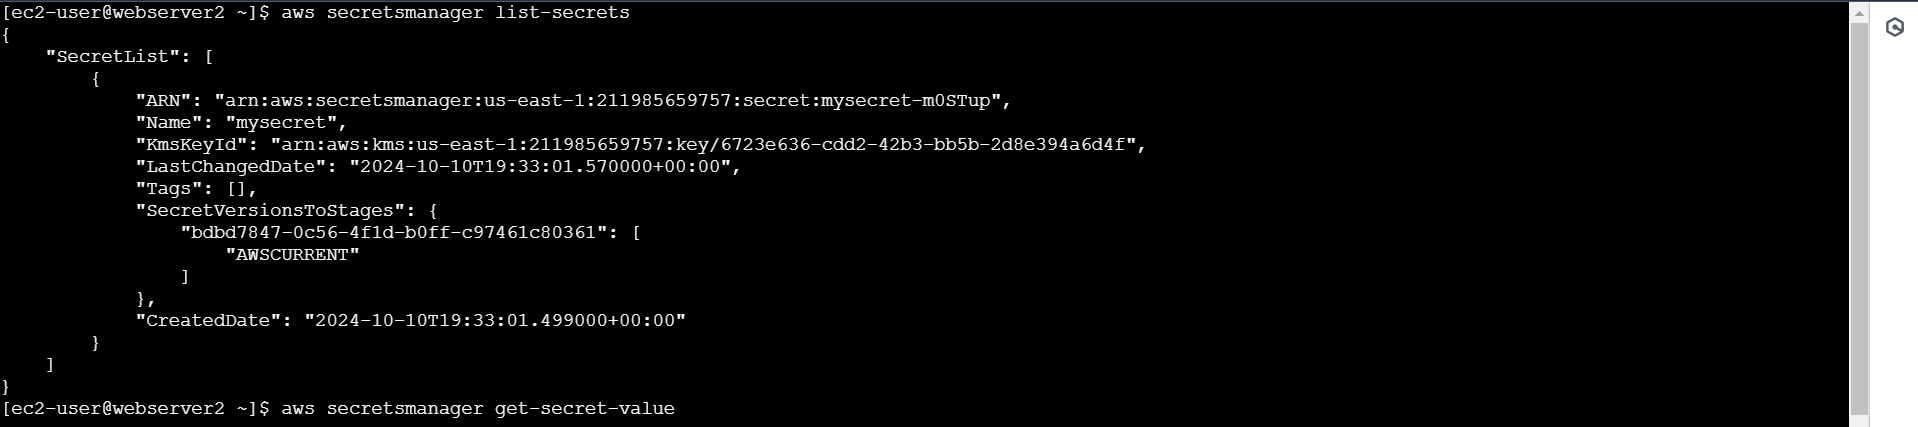 [ec2-user@webserver2 ~]$ aws secretsmanager list-secrets
{
    "SecretList": [
        {
            "ARN": "arn:aws:secretsmanager:us-east-1:211985659757:secret:mysecret-m0STup",
            "Name": "mysecret",
            "KmsKeyId": "arn:aws:kms:us-east-1:211985659757:key/6723e636-cdd2-42b3-bb5b-2d8e394a6d4f",
            "LastChangedDate": "2024-10-10T19:33:01.570000+00:00",
            "Tags": [],
            "SecretVersionsToStages": {
                "bdbd7847-0c56-4f1d-b0ff-c97461c80361": [
                    "AWSCURRENT"
                ]
            },
            "CreatedDate": "2024-10-10T19:33:01.499000+00:00"
        }
    ]
}
[ec2-user@webserver2 ~]$ aws secretsmanager get-secret-value